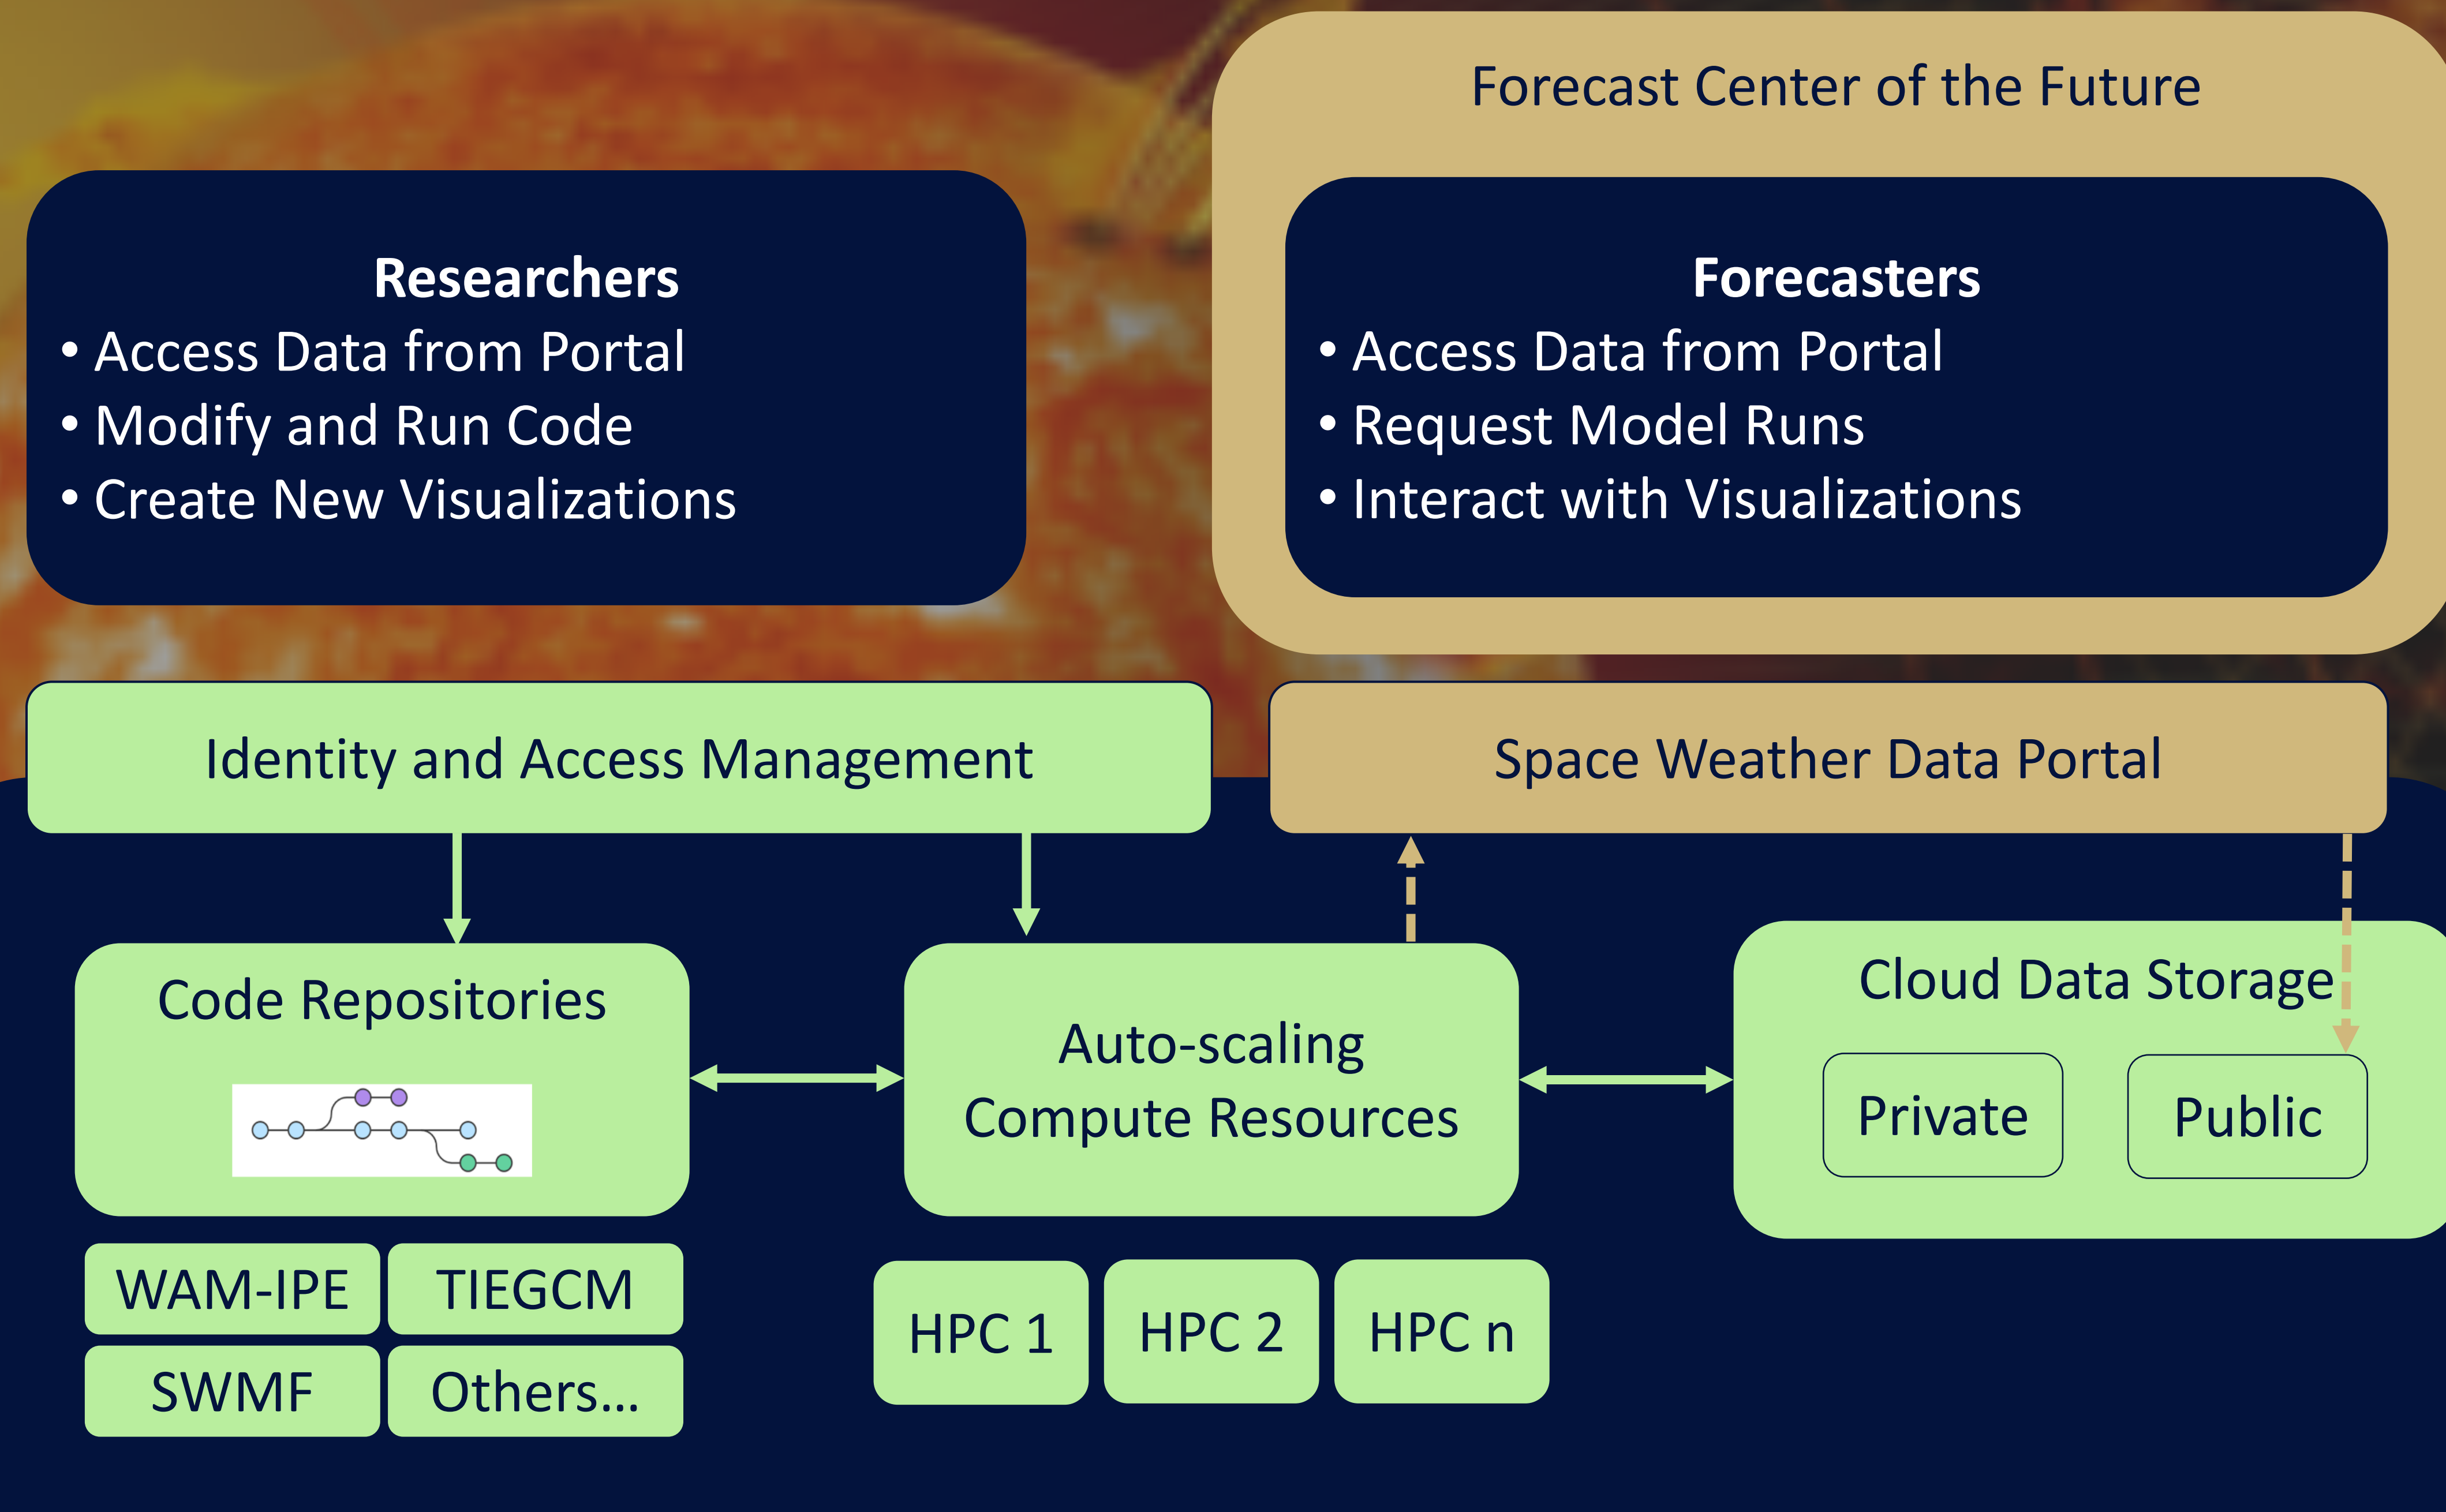 Forecast Center of the Future
Researchers
• Access Data from Portal
• Modify and Run Code
• Create New Visualizations
Forecasters
• Access Data from Portal
• Request Model Runs
• Interact with Visualizations
Identity and Access Management
Space Weather Data Portal
Code Repositories
Auto-scaling
Compute Resources
Cloud Data Storage
Private
Public
WAM-IPE
TIEGCM
SWMF
Others...
HPC 1
HPC 2
HPC n